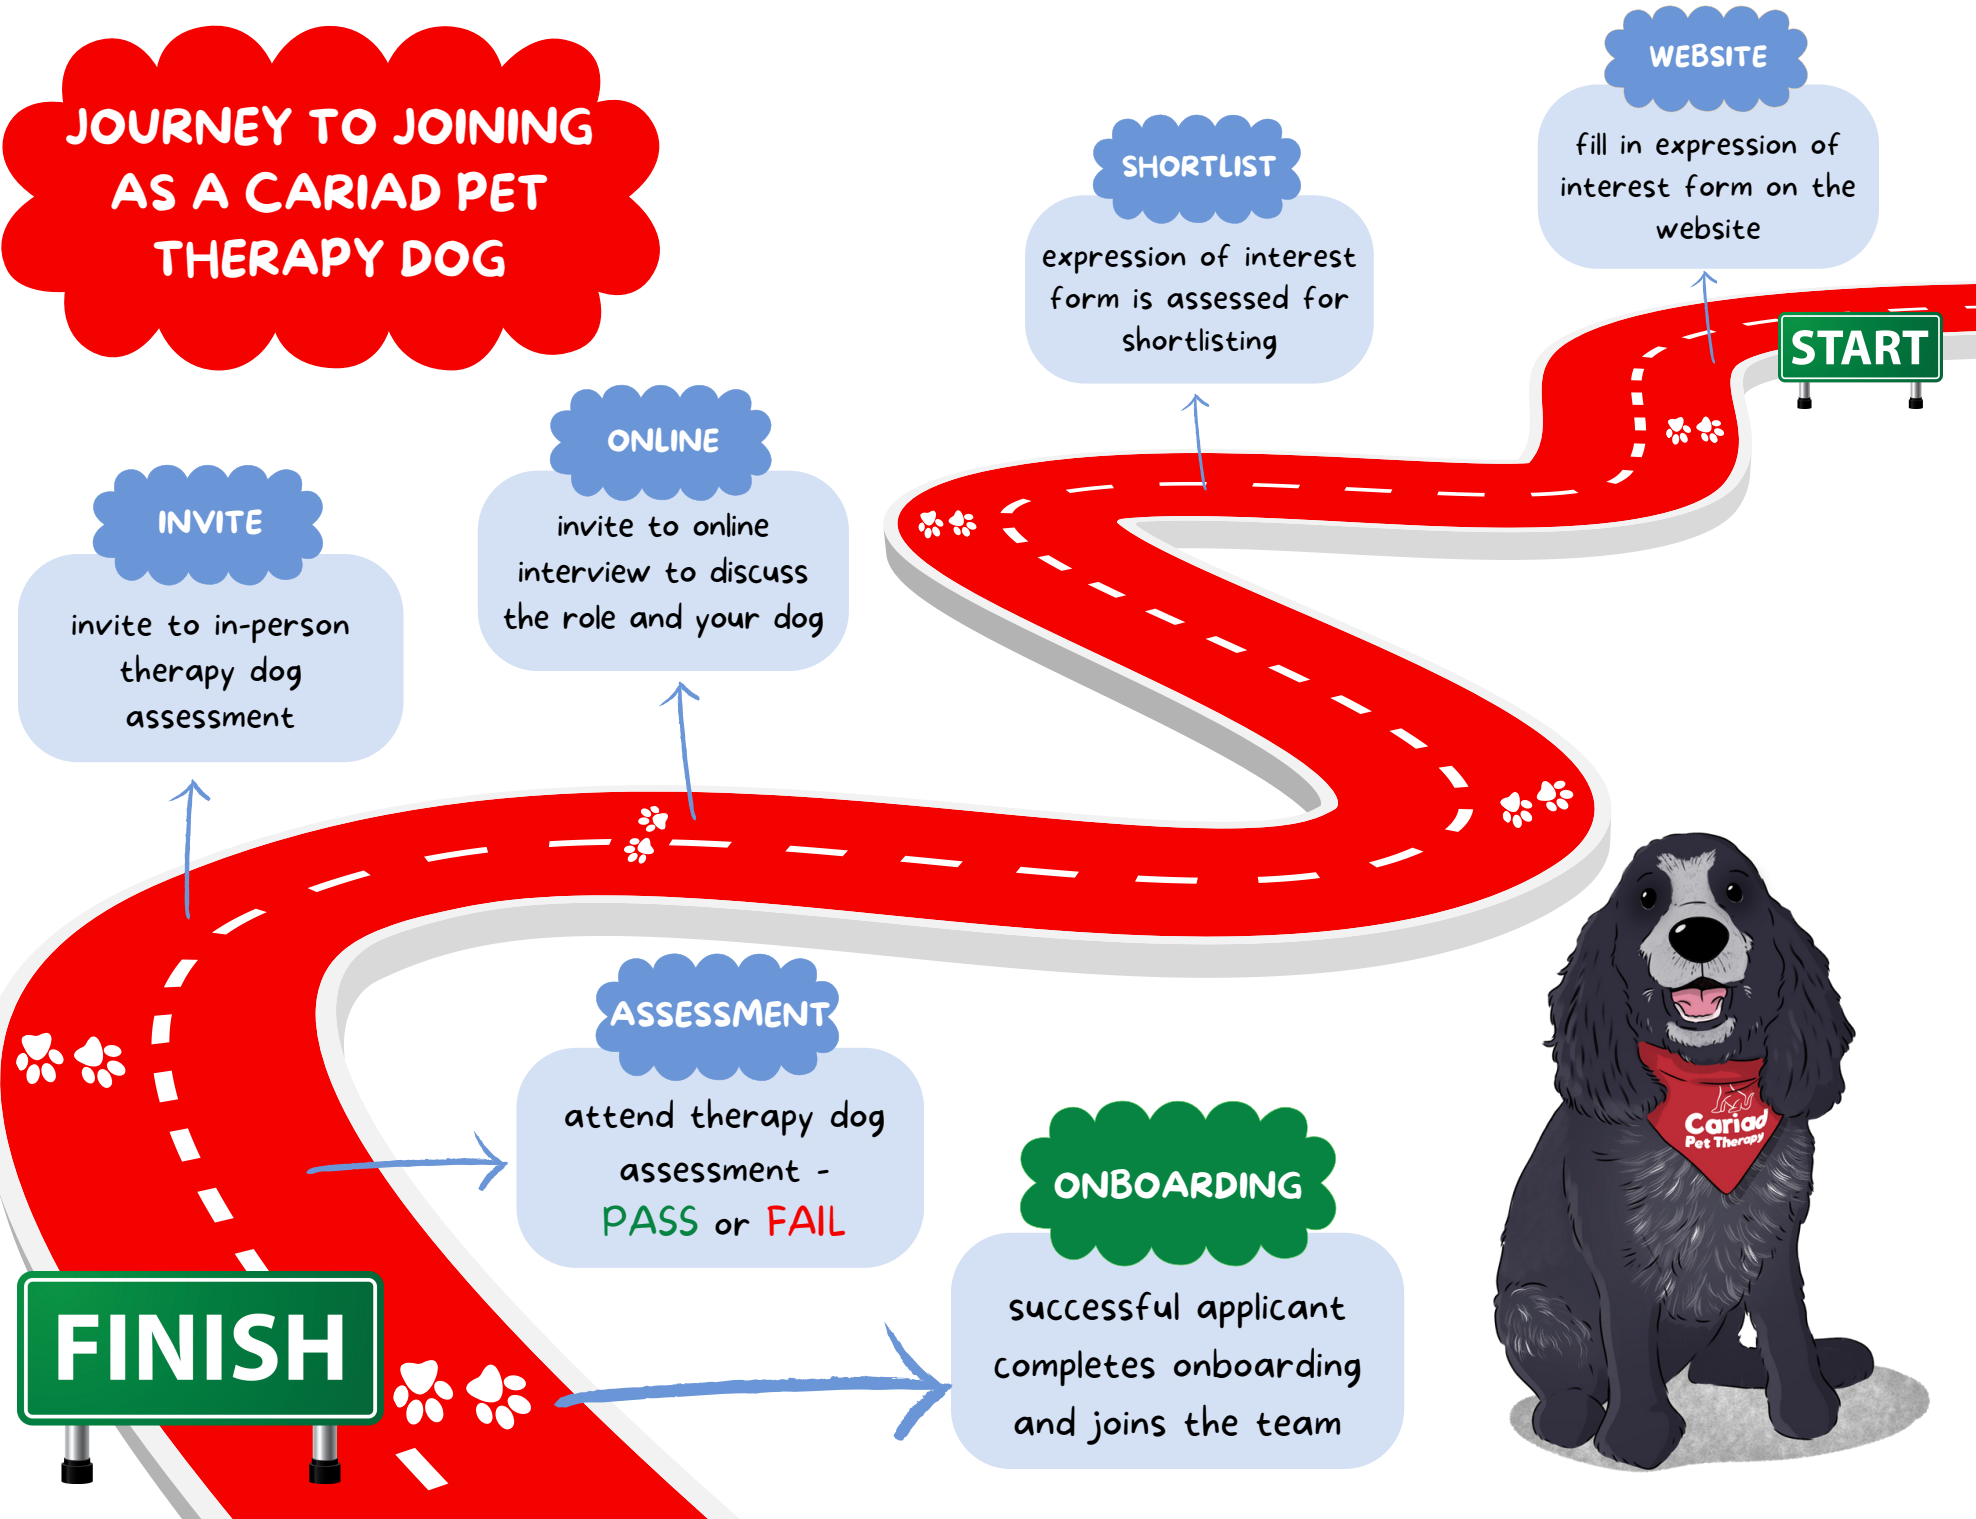 JOURNEY TO JOINING
AS A CARIAD PET
THERAPY DOG
WEBSITE
fill in expression of
interest form on the
website
START
SHORTLIST
expression of interest
form is assessed for
shortlisting
ONLINE
invite to online
interview to discuss
the role and your dog
INVITE
invite to in-person
therapy dog
assessment
ASSESSMENT
attend therapy dog
assessment -
PASS or FAIL
ONBOARDING
successful applicant
completes onboarding
and joins the team
FINISH
Cariad
Pet Therapy